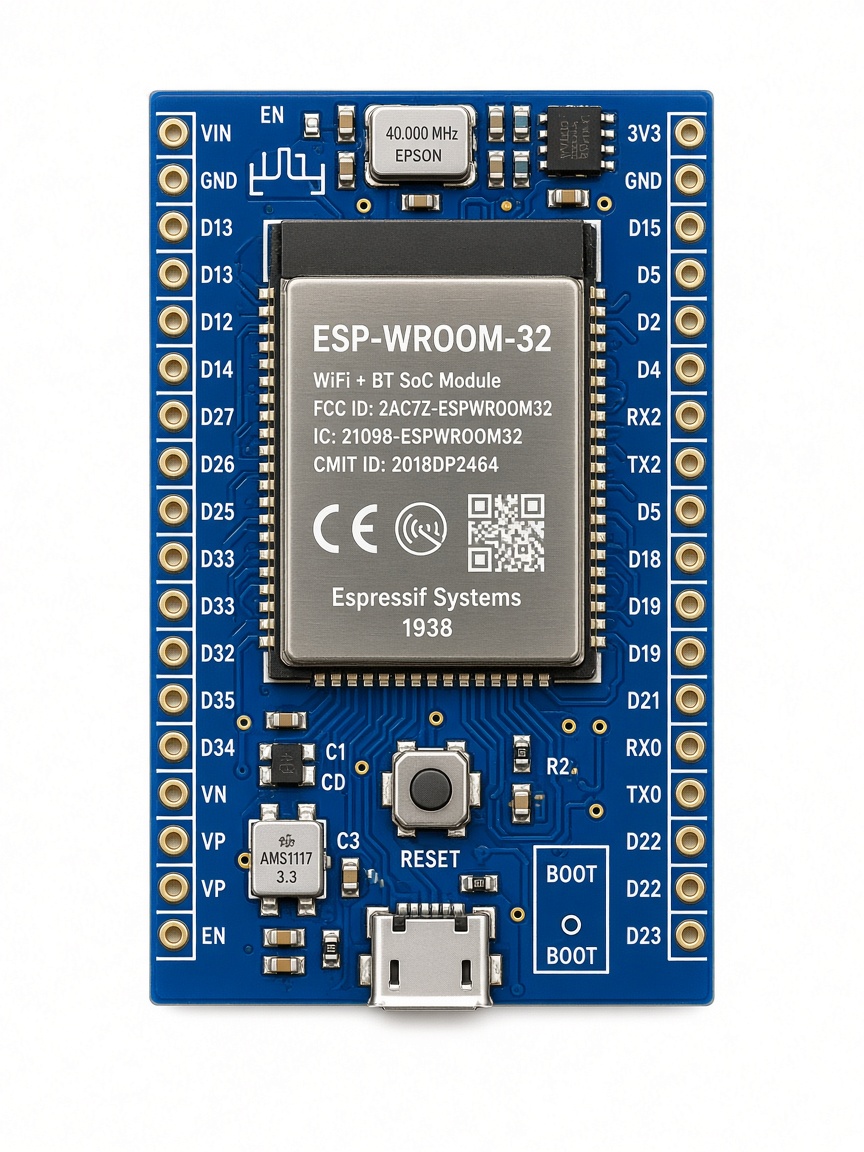 EN
40.000 MHz
EPSON
VIN
GND
D13
D13
D12
D14
D27
D26
D25
D33
D33
D32
D35
D34
VN
VP
VP
EN
3V3
GND
D15
D5
D2
D4
RX2
TX2
D5
D18
D19
D19
D21
RX0
TX0
D22
D22
D23
ESP-WROOM-32
WiFi + BT SoC Module
FCC ID: 2AC7Z-ESPWROOM32
IC: 21098-ESPWROOM32
CMIT ID: 2018DP2464
CE
Espressif Systems
1938
C1
CD
R2
RESET
C3
AMS1117
3.3
BOOT
BOOT